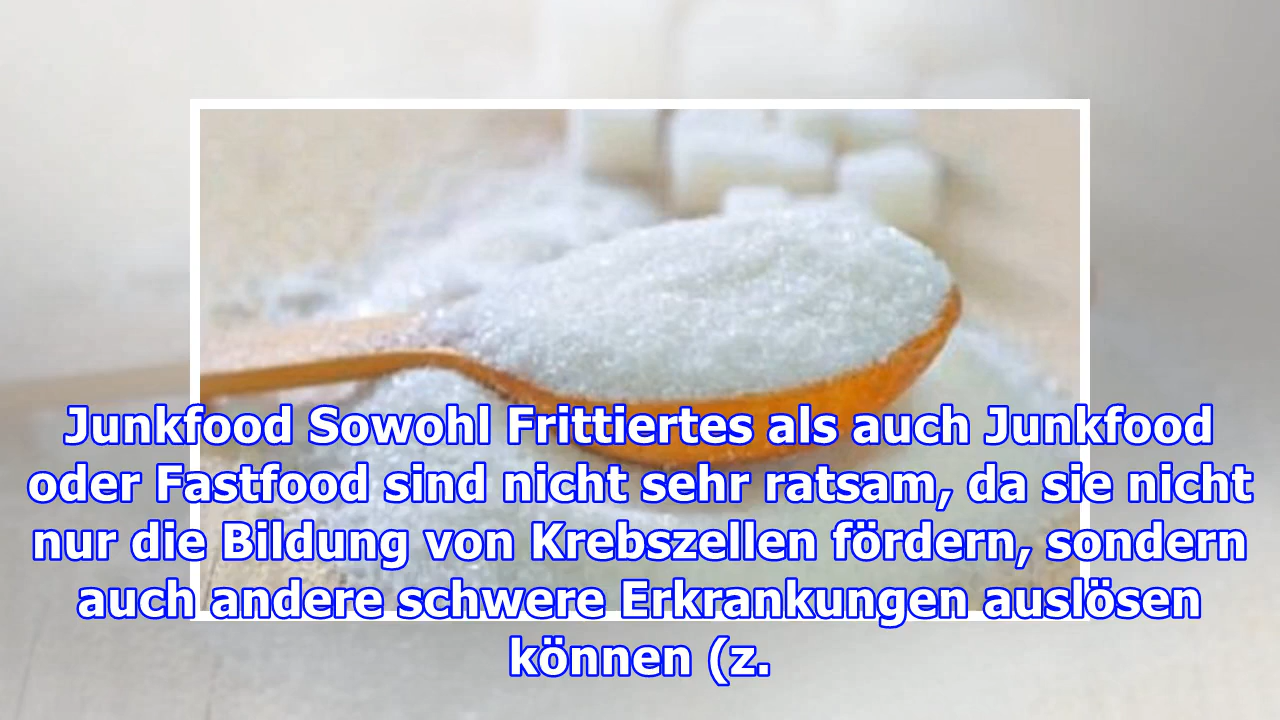 Junkfood Sowohl Frittiertes als auch Junkfood
oder Fastfood sind nicht sehr ratsam, da sie nicht
nur die Bildung von Krebszellen fördern, sondern
auch andere schwere Erkrankungen auslösen
können (z.